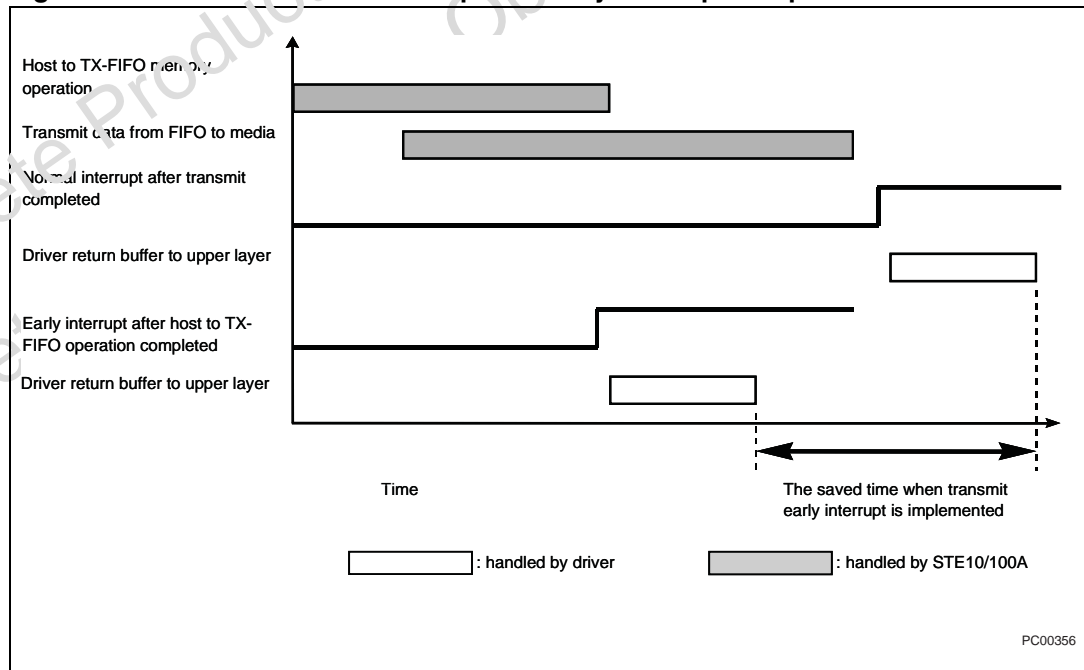 Host to TX-FIFO memory
operation
Transmit data from FIFO to media
Normal interrupt after transmit
completed
Driver return buffer to upper layer
Early interrupt after host to TX-
FIFO operation completed
Driver return buffer to upper layer
Time
The saved time when transmit
early interrupt is implemented
: handled by driver
: handled by STE10/100A
PC00356